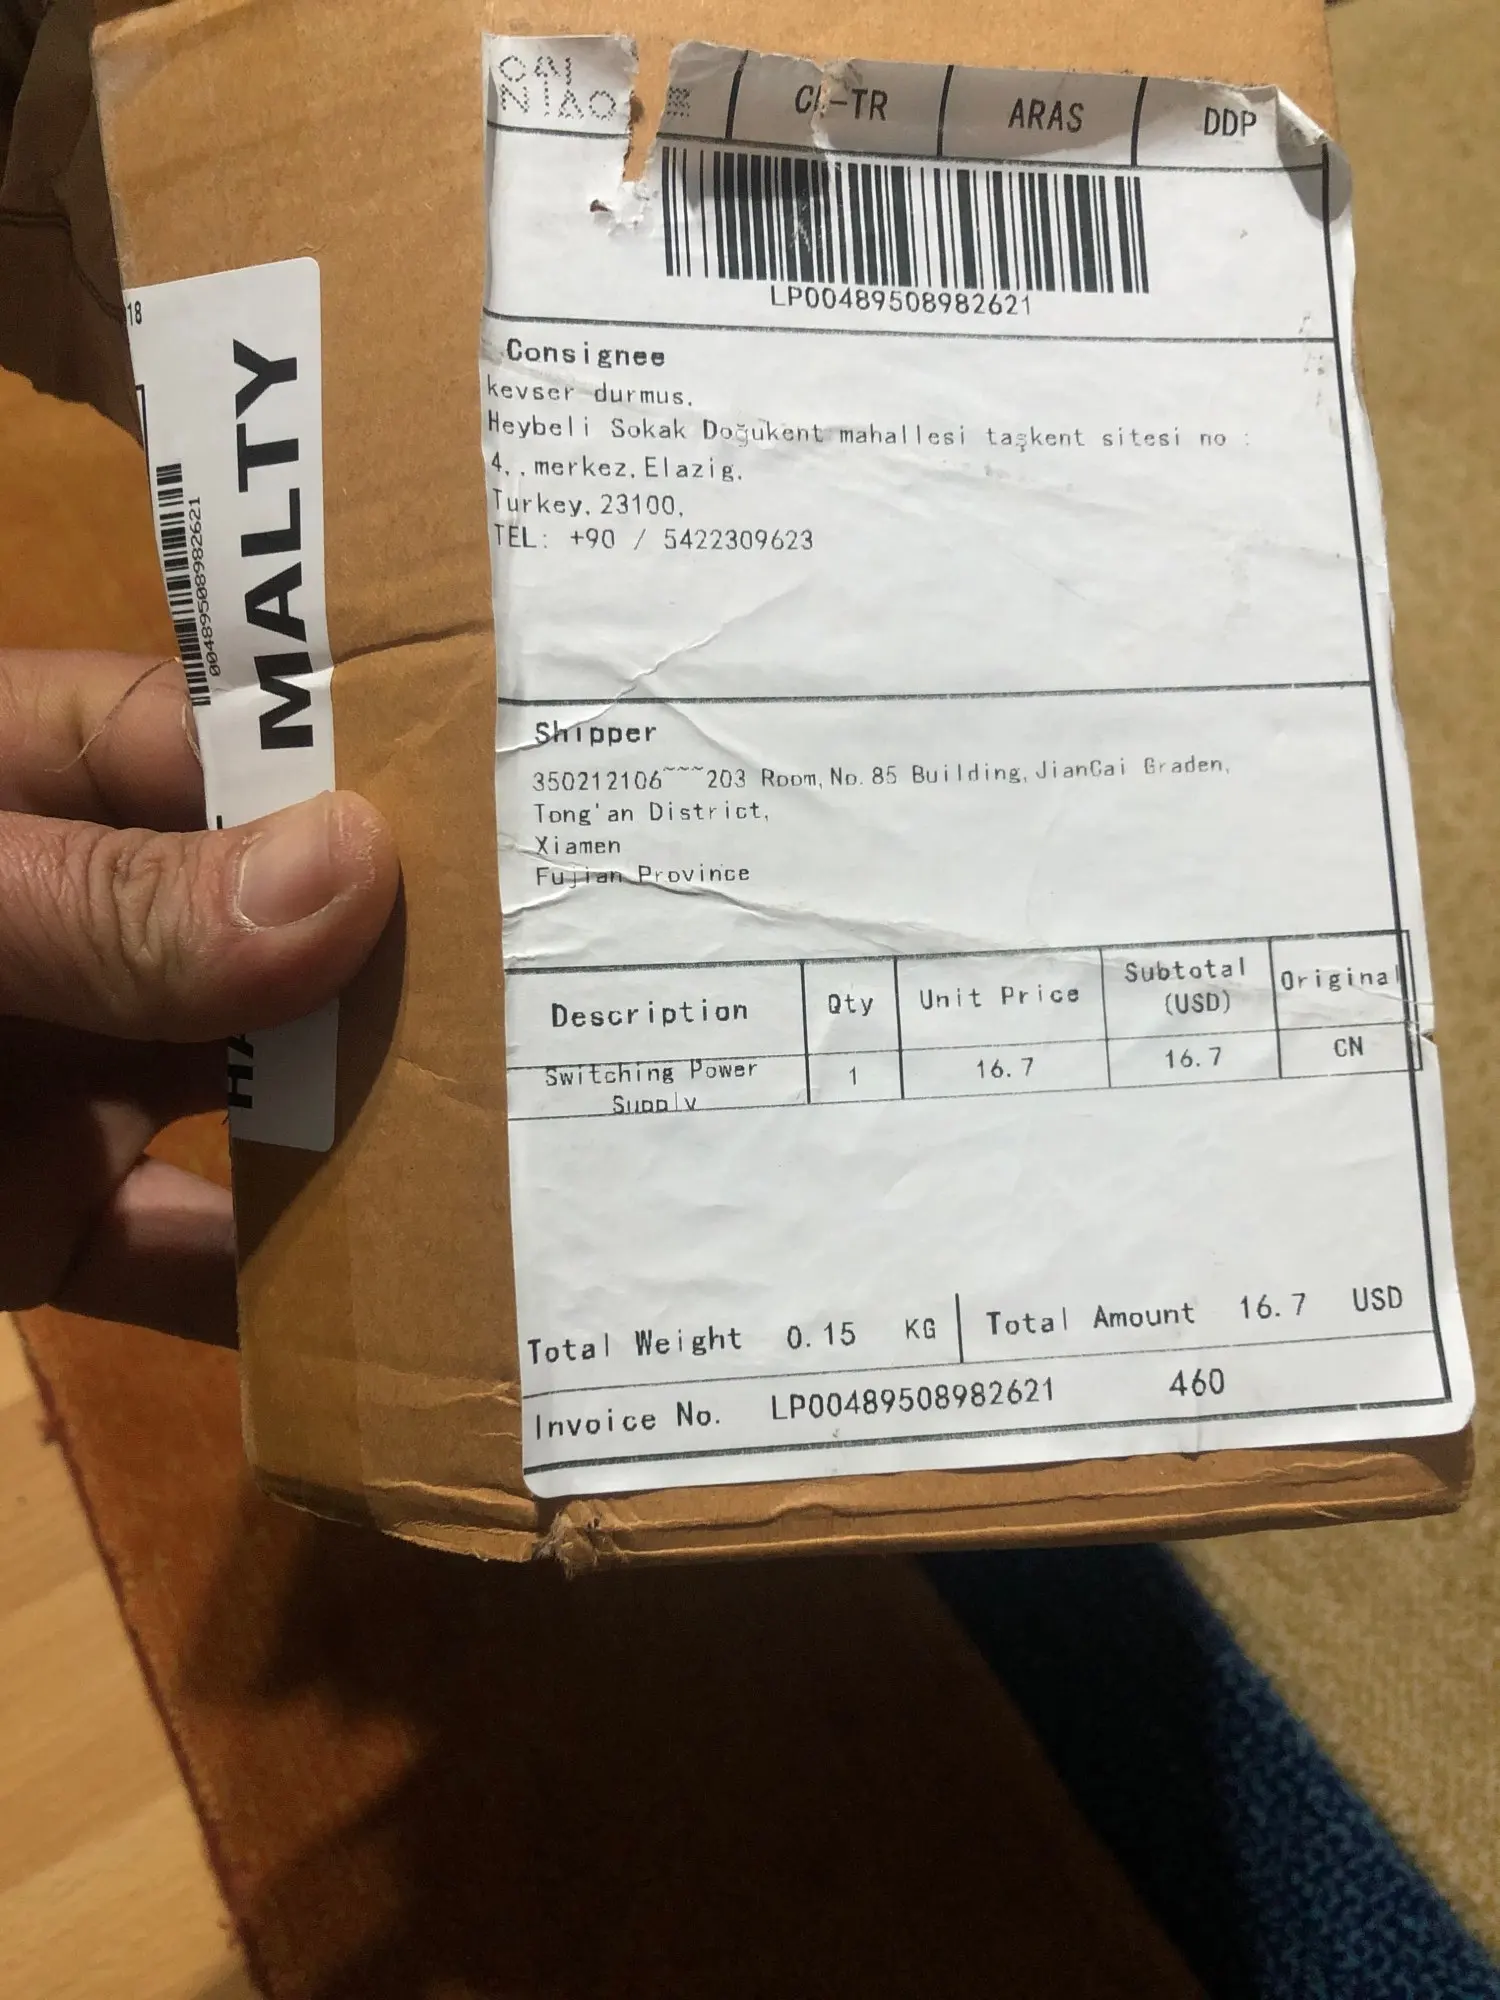 CAI
NIAO
ARAS
DDP
LP00489508982621
Consignee
kevser durmus.
Heybeli Sokak Doğukent mahallesi taşkent sitesi no :
4, . merkez, Elazig.
Turkey, 23100,
TEL: +90 / 5422309623
Shipper
350212106~~~203 Room, No. 85 Building, JianCai Graden,
Tong'an District,
Xiamen
Fujian Province
Description Qty Unit Price Subtotal (USD) Original
Switching Power Supply 1 16.7 16.7 CN
Total Weight 0.15 KG Total Amount 16.7 USD
Invoice No. LP00489508982621 460
18
00489508982621
MALTY